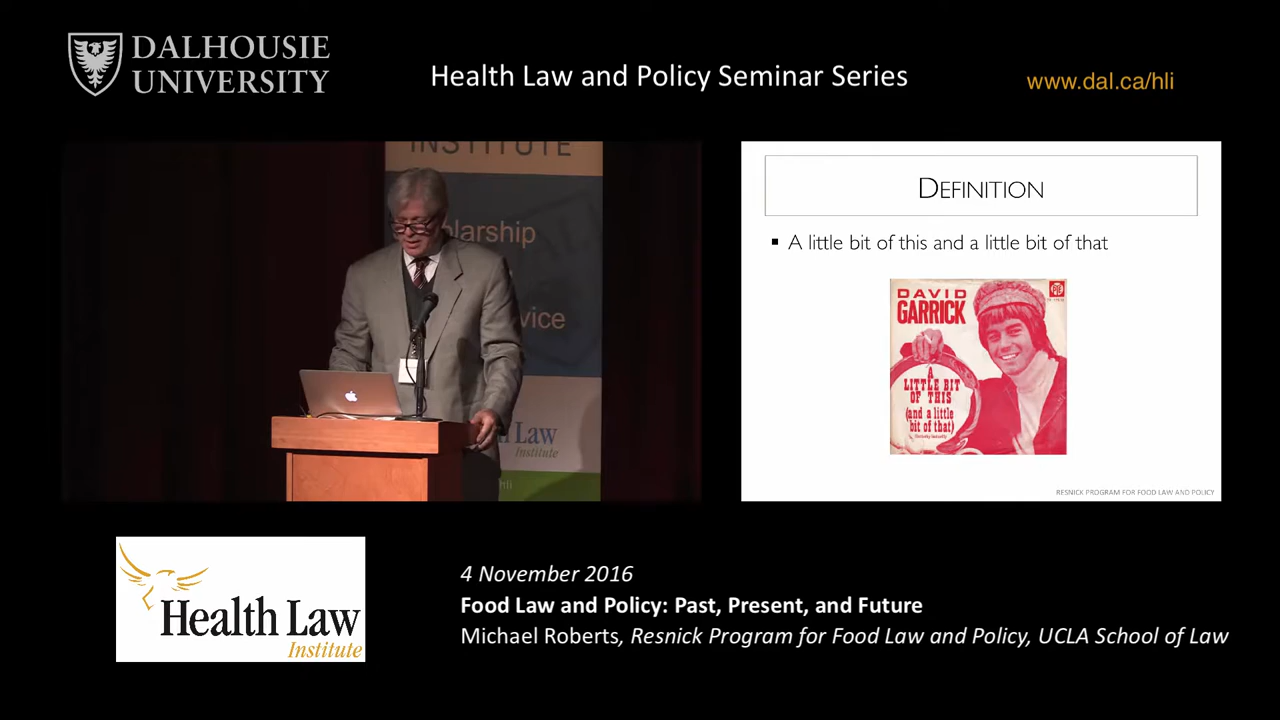 DALHOUSIE
UNIVERSITY
Health Law and Policy Seminar Series
www.dal.ca/hli
INSTITUTE
olarship
vice
Law
Institute
hli
DEFINITION
▪ A little bit of this and a little bit of that
DAVID
GARRICK
PYE
A
LITTLE BIT
OF THIS
(and a little
bit of that)
RESNICK PROGRAM FOR FOOD LAW AND POLICY
Health Law
Institute
4 November 2016
Food Law and Policy: Past, Present, and Future
Michael Roberts, Resnick Program for Food Law and Policy, UCLA School of Law